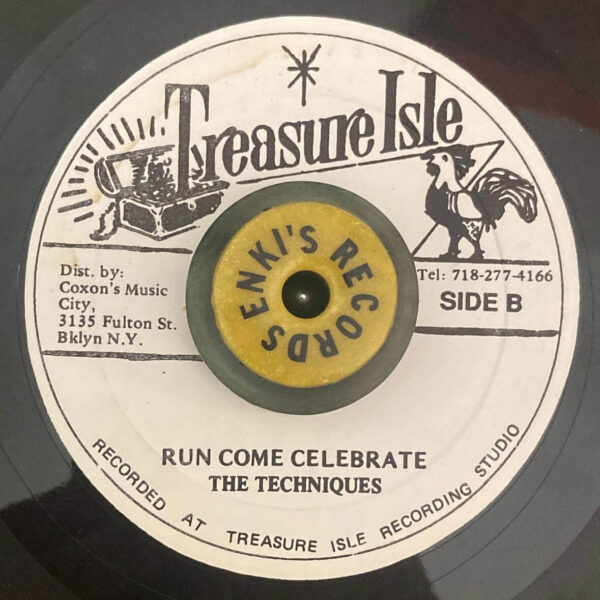 Treasure Isle
Dist. by:
Coxon's Music
City,
3135 Fulton St.
Bklyn N.Y.
Tel: 718-277-4166
SIDE B
ENKI'S RECORDS
RUN COME CELEBRATE
THE TECHNIQUES
RECORDED AT TREASURE ISLE RECORDING STUDIO